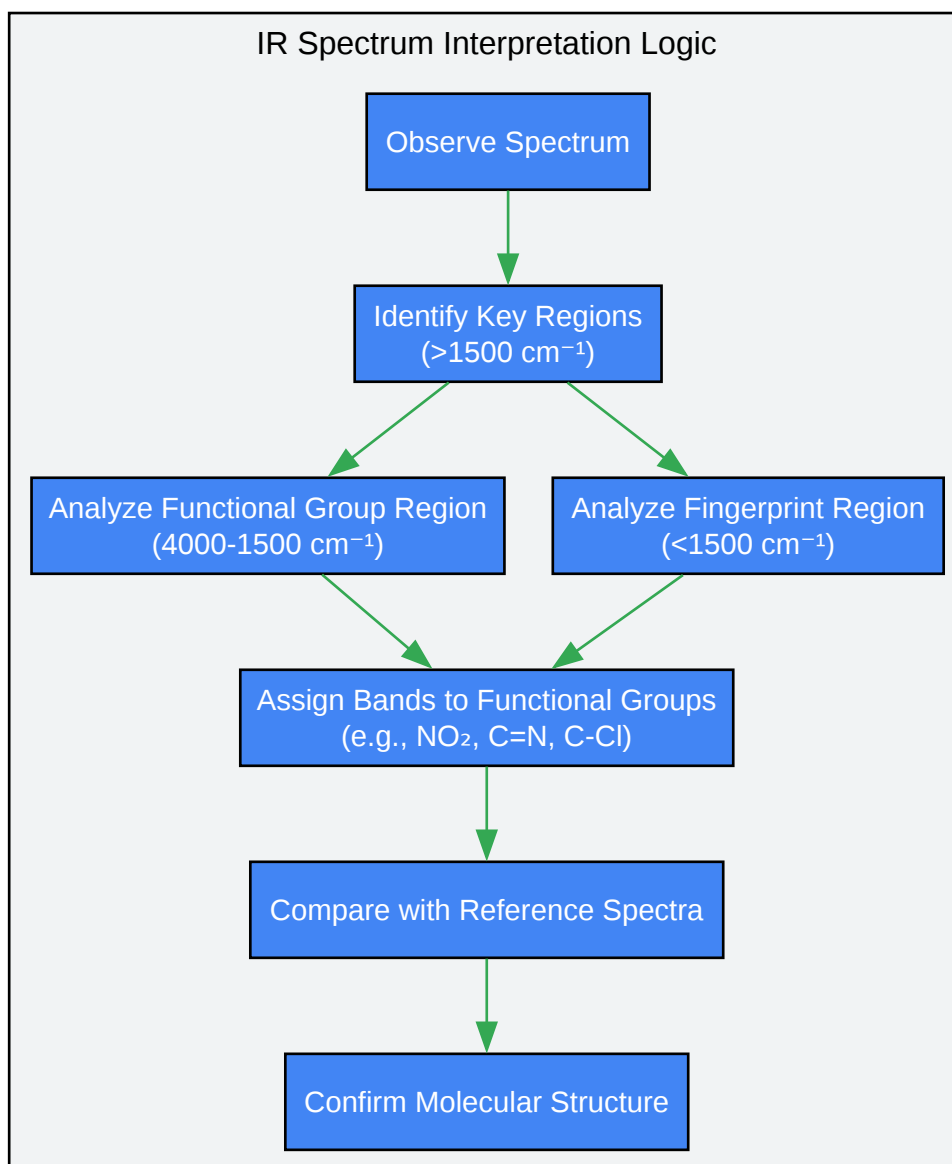 IR Spectrum Interpretation Logic
Observe Spectrum
Identify Key Regions
(>1500 cm⁻¹)
Analyze Functional Group Region
(4000-1500 cm⁻¹)
Analyze Fingerprint Region
(<1500 cm⁻¹)
Assign Bands to Functional Groups
(e.g., NO₂, C=N, C-Cl)
Compare with Reference Spectra
Confirm Molecular Structure